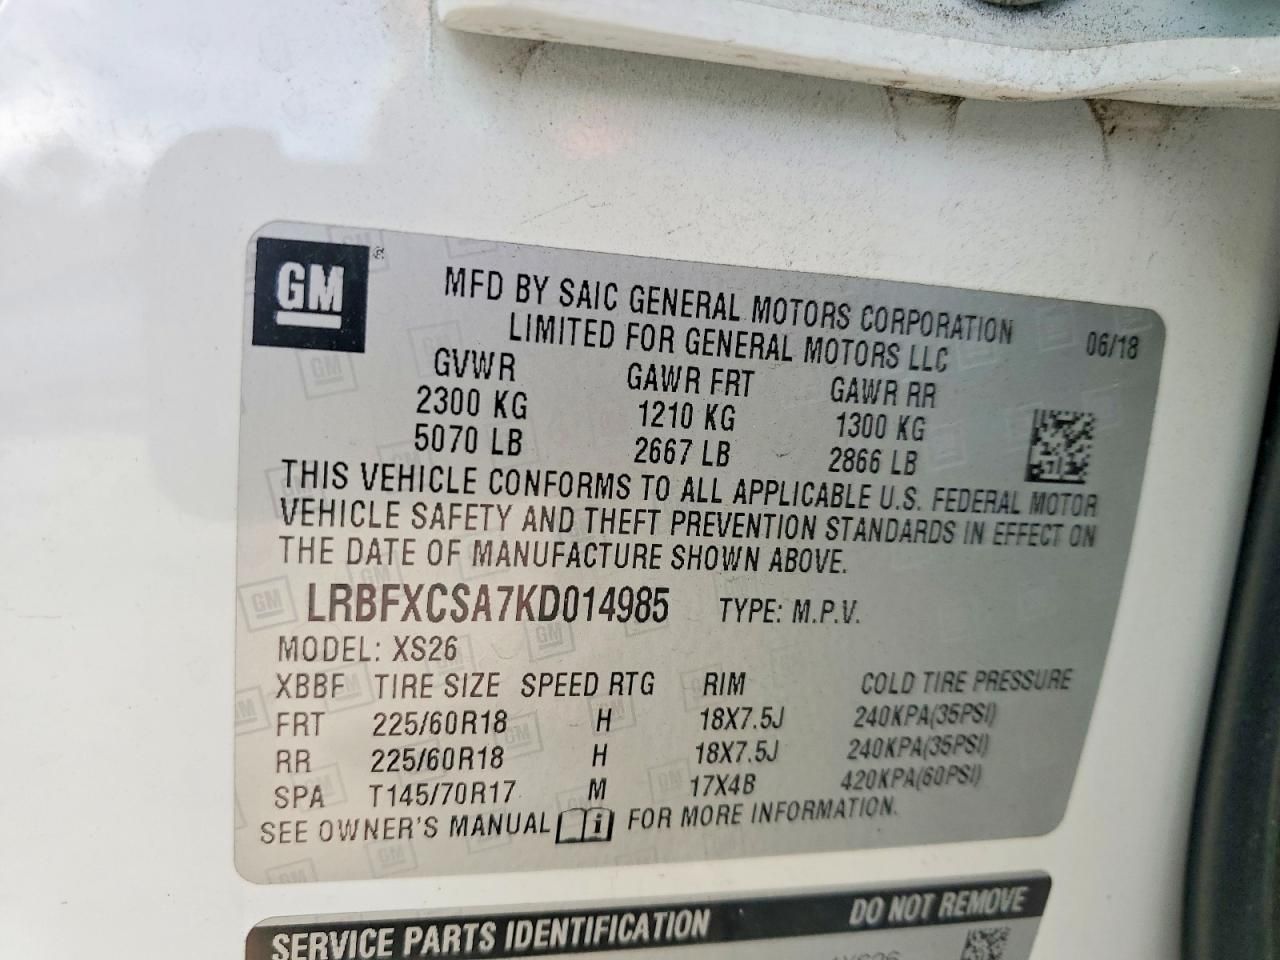 GM ®
MFD BY SAIC GENERAL MOTORS CORPORATION
LIMITED FOR GENERAL MOTORS LLC
06/18
GVWR GAWR FRT GAWR RR
2300 KG 1210 KG 1300 KG
5070 LB 2667 LB 2866 LB
THIS VEHICLE CONFORMS TO ALL APPLICABLE U.S. FEDERAL MOTOR
VEHICLE SAFETY AND THEFT PREVENTION STANDARDS IN EFFECT ON
THE DATE OF MANUFACTURE SHOWN ABOVE.
LRBFXCSA7KD014985 TYPE: M.P.V.
MODEL: XS26
XBBF TIRE SIZE SPEED RTG RIM COLD TIRE PRESSURE
FRT 225/60R18 H 18X7.5J 240KPA(35PSI)
RR 225/60R18 H 18X7.5J 240KPA(35PSI)
SPA T145/70R17 M 17X4B 420KPA(60PSI)
SEE OWNER'S MANUAL i FOR MORE INFORMATION.
SERVICE PARTS IDENTIFICATION DO NOT REMOVE